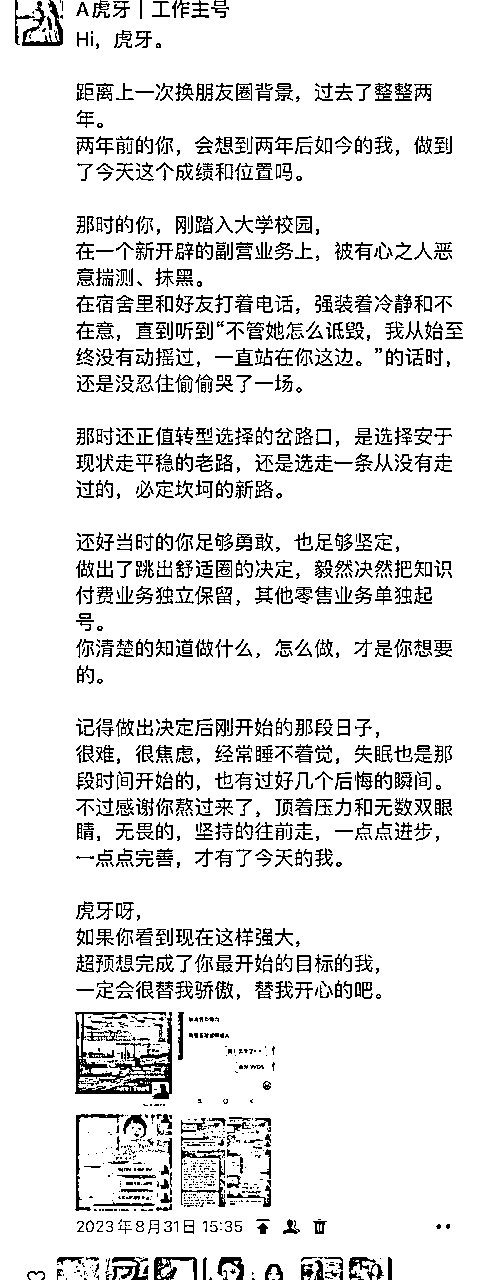 A虎牙｜工作主号
Hi，虎牙。
距离上一次换朋友圈背景，过去了整整两
年。
两年前的你，会想到两年后如今的我，做到
了今天这个成绩和位置吗。
那时的你，刚踏入大学校园，
在一个新开辟的副营业务上，被有心之人恶
意揣测、抹黑。
在宿舍里和好友打着电话，强装着冷静和不
在意，直到听到“不管她怎么诋毁，我从始至
终没有动摇过，一直站在你这边。”的话时，
还是没忍住偷偷哭了一场。
那时还正值转型选择的岔路口，是选择安于
现状走平稳的老路，还是选走一条从没有走
过的，必定坎坷的新路。
还好当时的你足够勇敢，也足够坚定，
做出了跳出舒适圈的决定，毅然决然把知识
付费业务独立保留，其他零售业务单独起
号。
你清楚的知道做什么，怎么做，才是你想要
的。
记得做出决定后刚开始的那段日子，
很难，很焦虑，经常睡不着觉，失眠也是那
段时间开始的，也有过好几个后悔的瞬间。
不过感谢你熬过来了，顶着压力和无数双眼
睛，无畏的，坚持的往前走，一点点进步，
一点点完善，才有了今天的我。
虎牙呀，
如果你看到现在这样强大，
超预想完成了你最开始的目标的我，
一定会很替我骄傲，替我开心的吧。
2023年8月31日 15:35